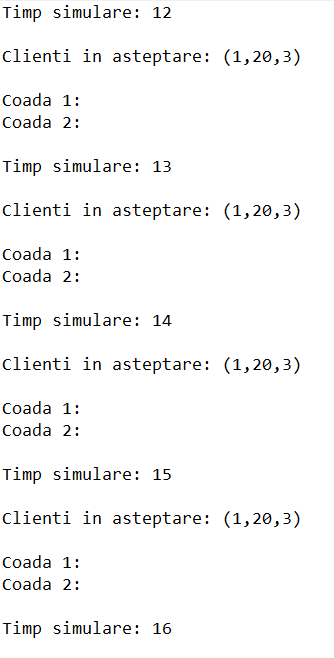 Timp simulare: 12
Clienti in asteptare: (1,20,3)
Coada 1:
Coada 2:
Timp simulare: 13
Clienti in asteptare: (1,20,3)
Coada 1:
Coada 2:
Timp simulare: 14
Clienti in asteptare: (1,20,3)
Coada 1:
Coada 2:
Timp simulare: 15
Clienti in asteptare: (1,20,3)
Coada 1:
Coada 2:
Timp simulare: 16